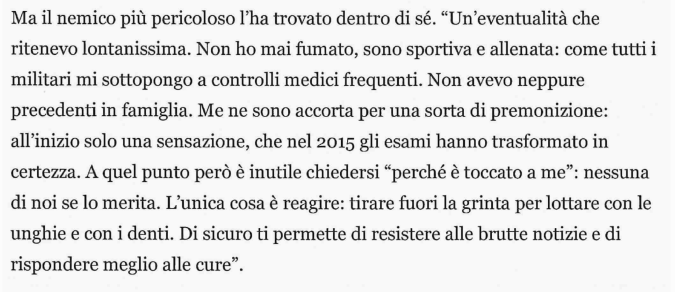 Ma il nemico più pericoloso l’ha trovato dentro di sé. “Un’eventualità che
ritenevo lontanissima. Non ho mai fumato, sono sportiva e allenata: come tutti i
militari mi sottopongo a controlli medici frequenti. Non avevo neppure
precedenti in famiglia. Me ne sono accorta per una sorta di premonizione:
all’inizio solo una sensazione, che nel 2015 gli esami hanno trasformato in
certezza. A quel punto però è inutile chiedersi “perché è toccato a me”: nessuna
di noi se lo merita. L’unica cosa è reagire: tirare fuori la grinta per lottare con le
unghie e con i denti. Di sicuro ti permette di resistere alle brutte notizie e di
rispondere meglio alle cure”.